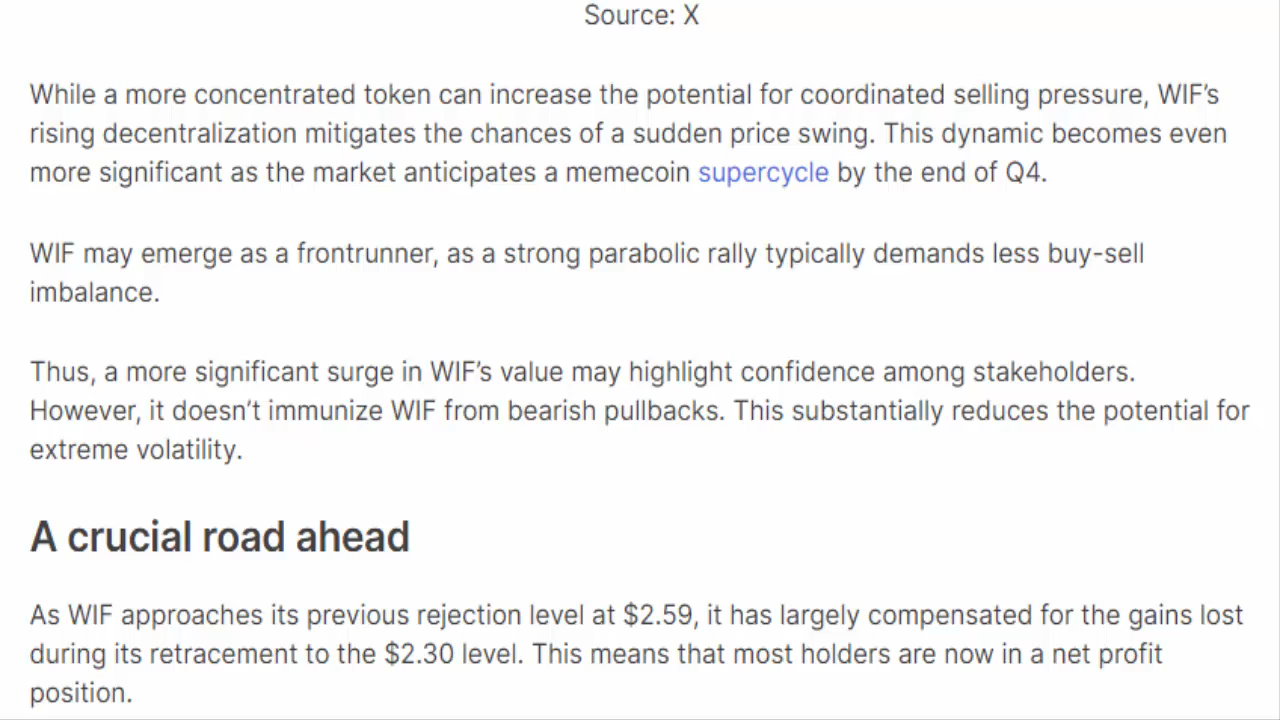 Source: X
While a more concentrated token can increase the potential for coordinated selling pressure, WIF’s
rising decentralization mitigates the chances of a sudden price swing. This dynamic becomes even
more significant as the market anticipates a memecoin supercycle by the end of Q4.
WIF may emerge as a frontrunner, as a strong parabolic rally typically demands less buy-sell
imbalance.
Thus, a more significant surge in WIF’s value may highlight confidence among stakeholders.
However, it doesn’t immunize WIF from bearish pullbacks. This substantially reduces the potential for
extreme volatility.
A crucial road ahead
As WIF approaches its previous rejection level at $2.59, it has largely compensated for the gains lost
during its retracement to the $2.30 level. This means that most holders are now in a net profit
position.